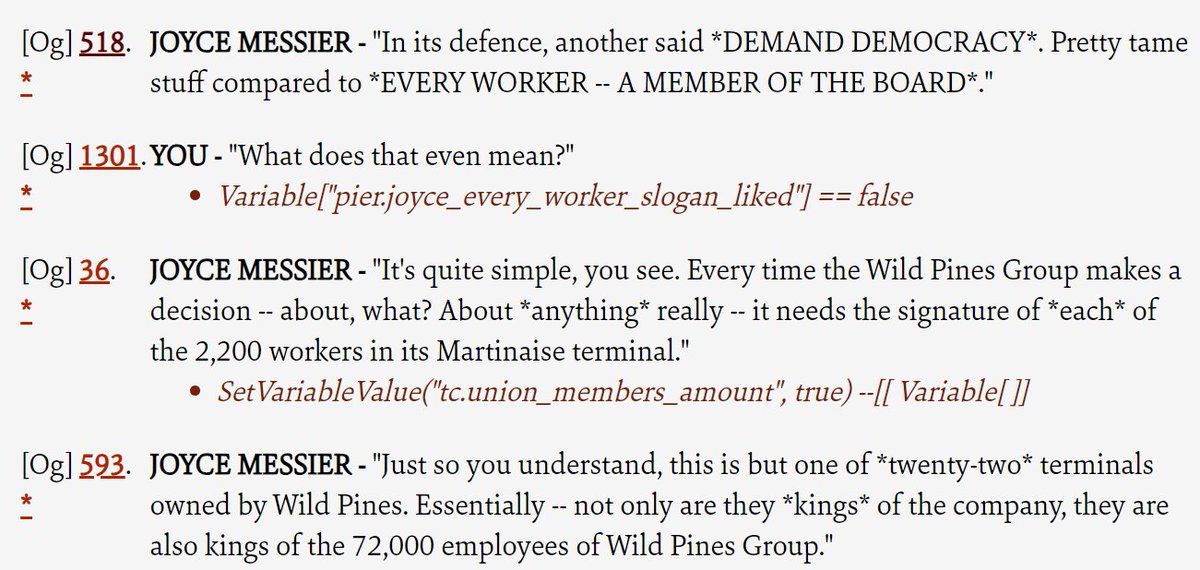 [Og] 518. JOYCE MESSIER - "In its defence, another said *DEMAND DEMOCRACY*. Pretty tame
* stuff compared to *EVERY WORKER -- A MEMBER OF THE BOARD*."
[Og] 1301. YOU - "What does that even mean?"
* • Variable["pier.joyce_every_worker_slogan_liked"] == false
[Og] 36. JOYCE MESSIER - "It's quite simple, you see. Every time the Wild Pines Group makes a
* decision -- about, what? About *anything* really -- it needs the signature of *each* of
the 2,200 workers in its Martinaise terminal."
• SetVariableValue("tc.union_members_amount", true) --[[ Variable[ ]]
[Og] 593. JOYCE MESSIER - "Just so you understand, this is but one of *twenty-two* terminals
* owned by Wild Pines. Essentially -- not only are they *kings* of the company, they are
also kings of the 72,000 employees of Wild Pines Group."